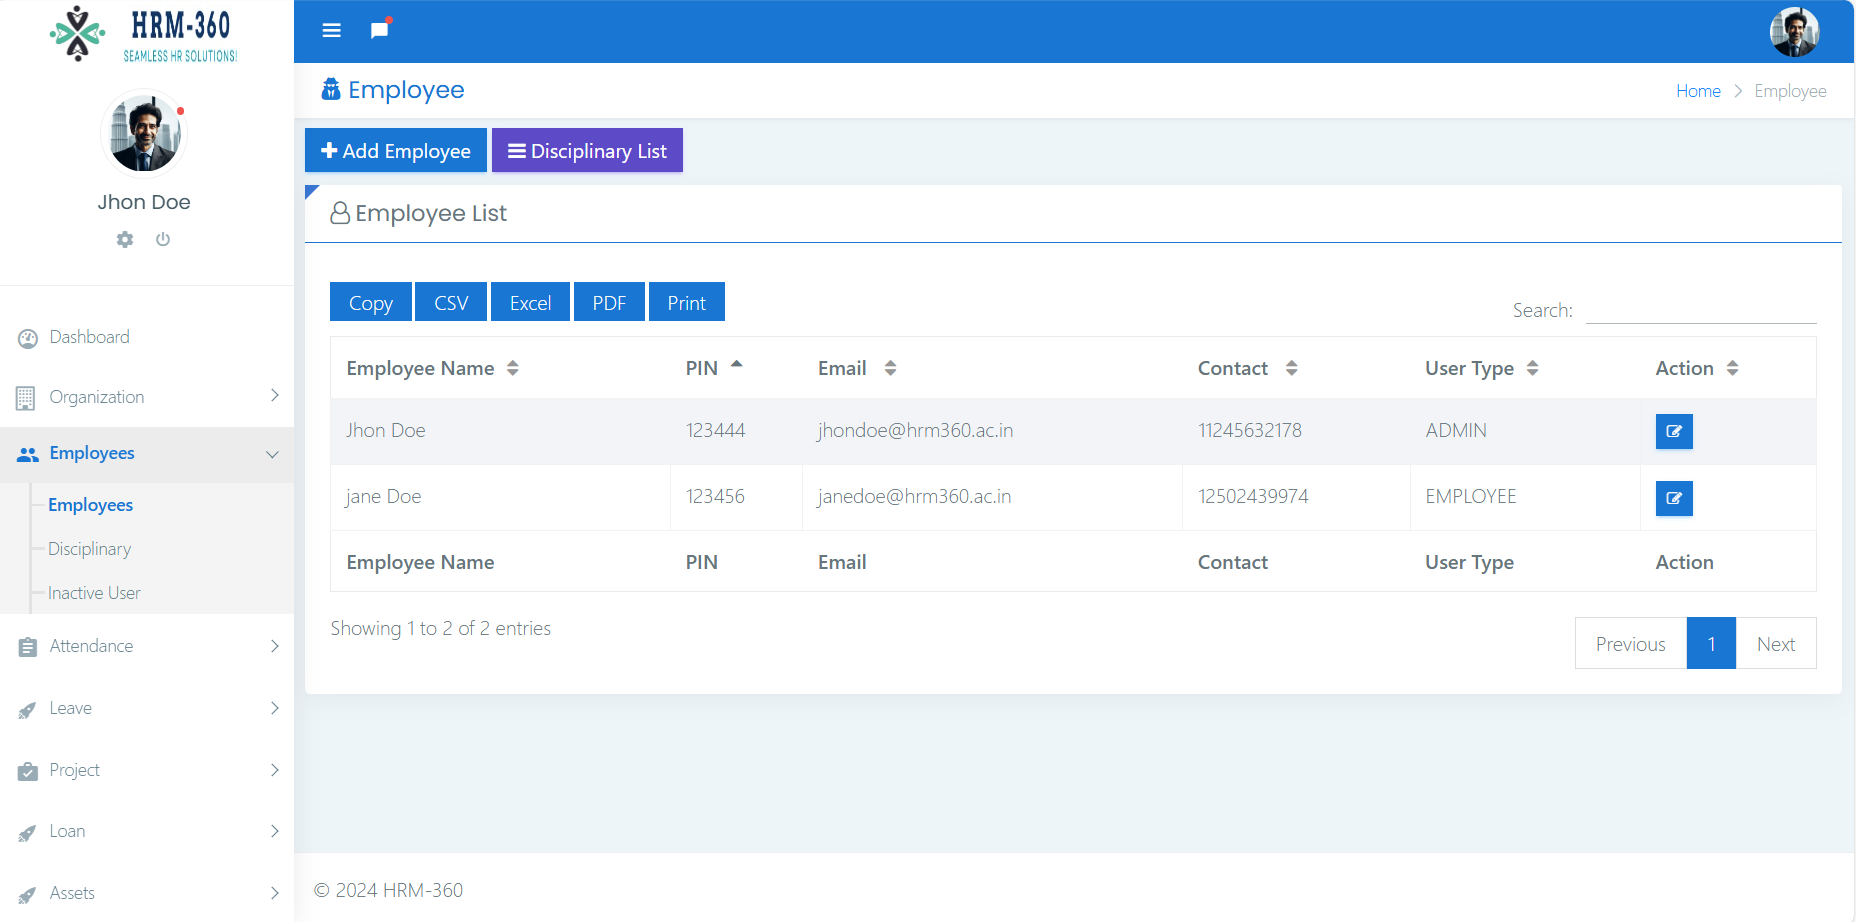 HRM-360
SEAMLESS HR SOLUTIONS!
Jhon Doe
Dashboard
Organization
Employees
Employees
Disciplinary
Inactive User
Attendance
Leave
Project
Loan
Assets
Employee
Home > Employee
Add Employee
Disciplinary List
Employee List
Copy CSV Excel PDF Print
Search:
Employee Name PIN Email Contact User Type Action
Jhon Doe 123444 jhondoe@hrm360.ac.in 11245632178 ADMIN
jane Doe 123456 janedoe@hrm360.ac.in 12502439974 EMPLOYEE
Employee Name PIN Email Contact User Type Action
Showing 1 to 2 of 2 entries
Previous 1 Next
© 2024 HRM-360